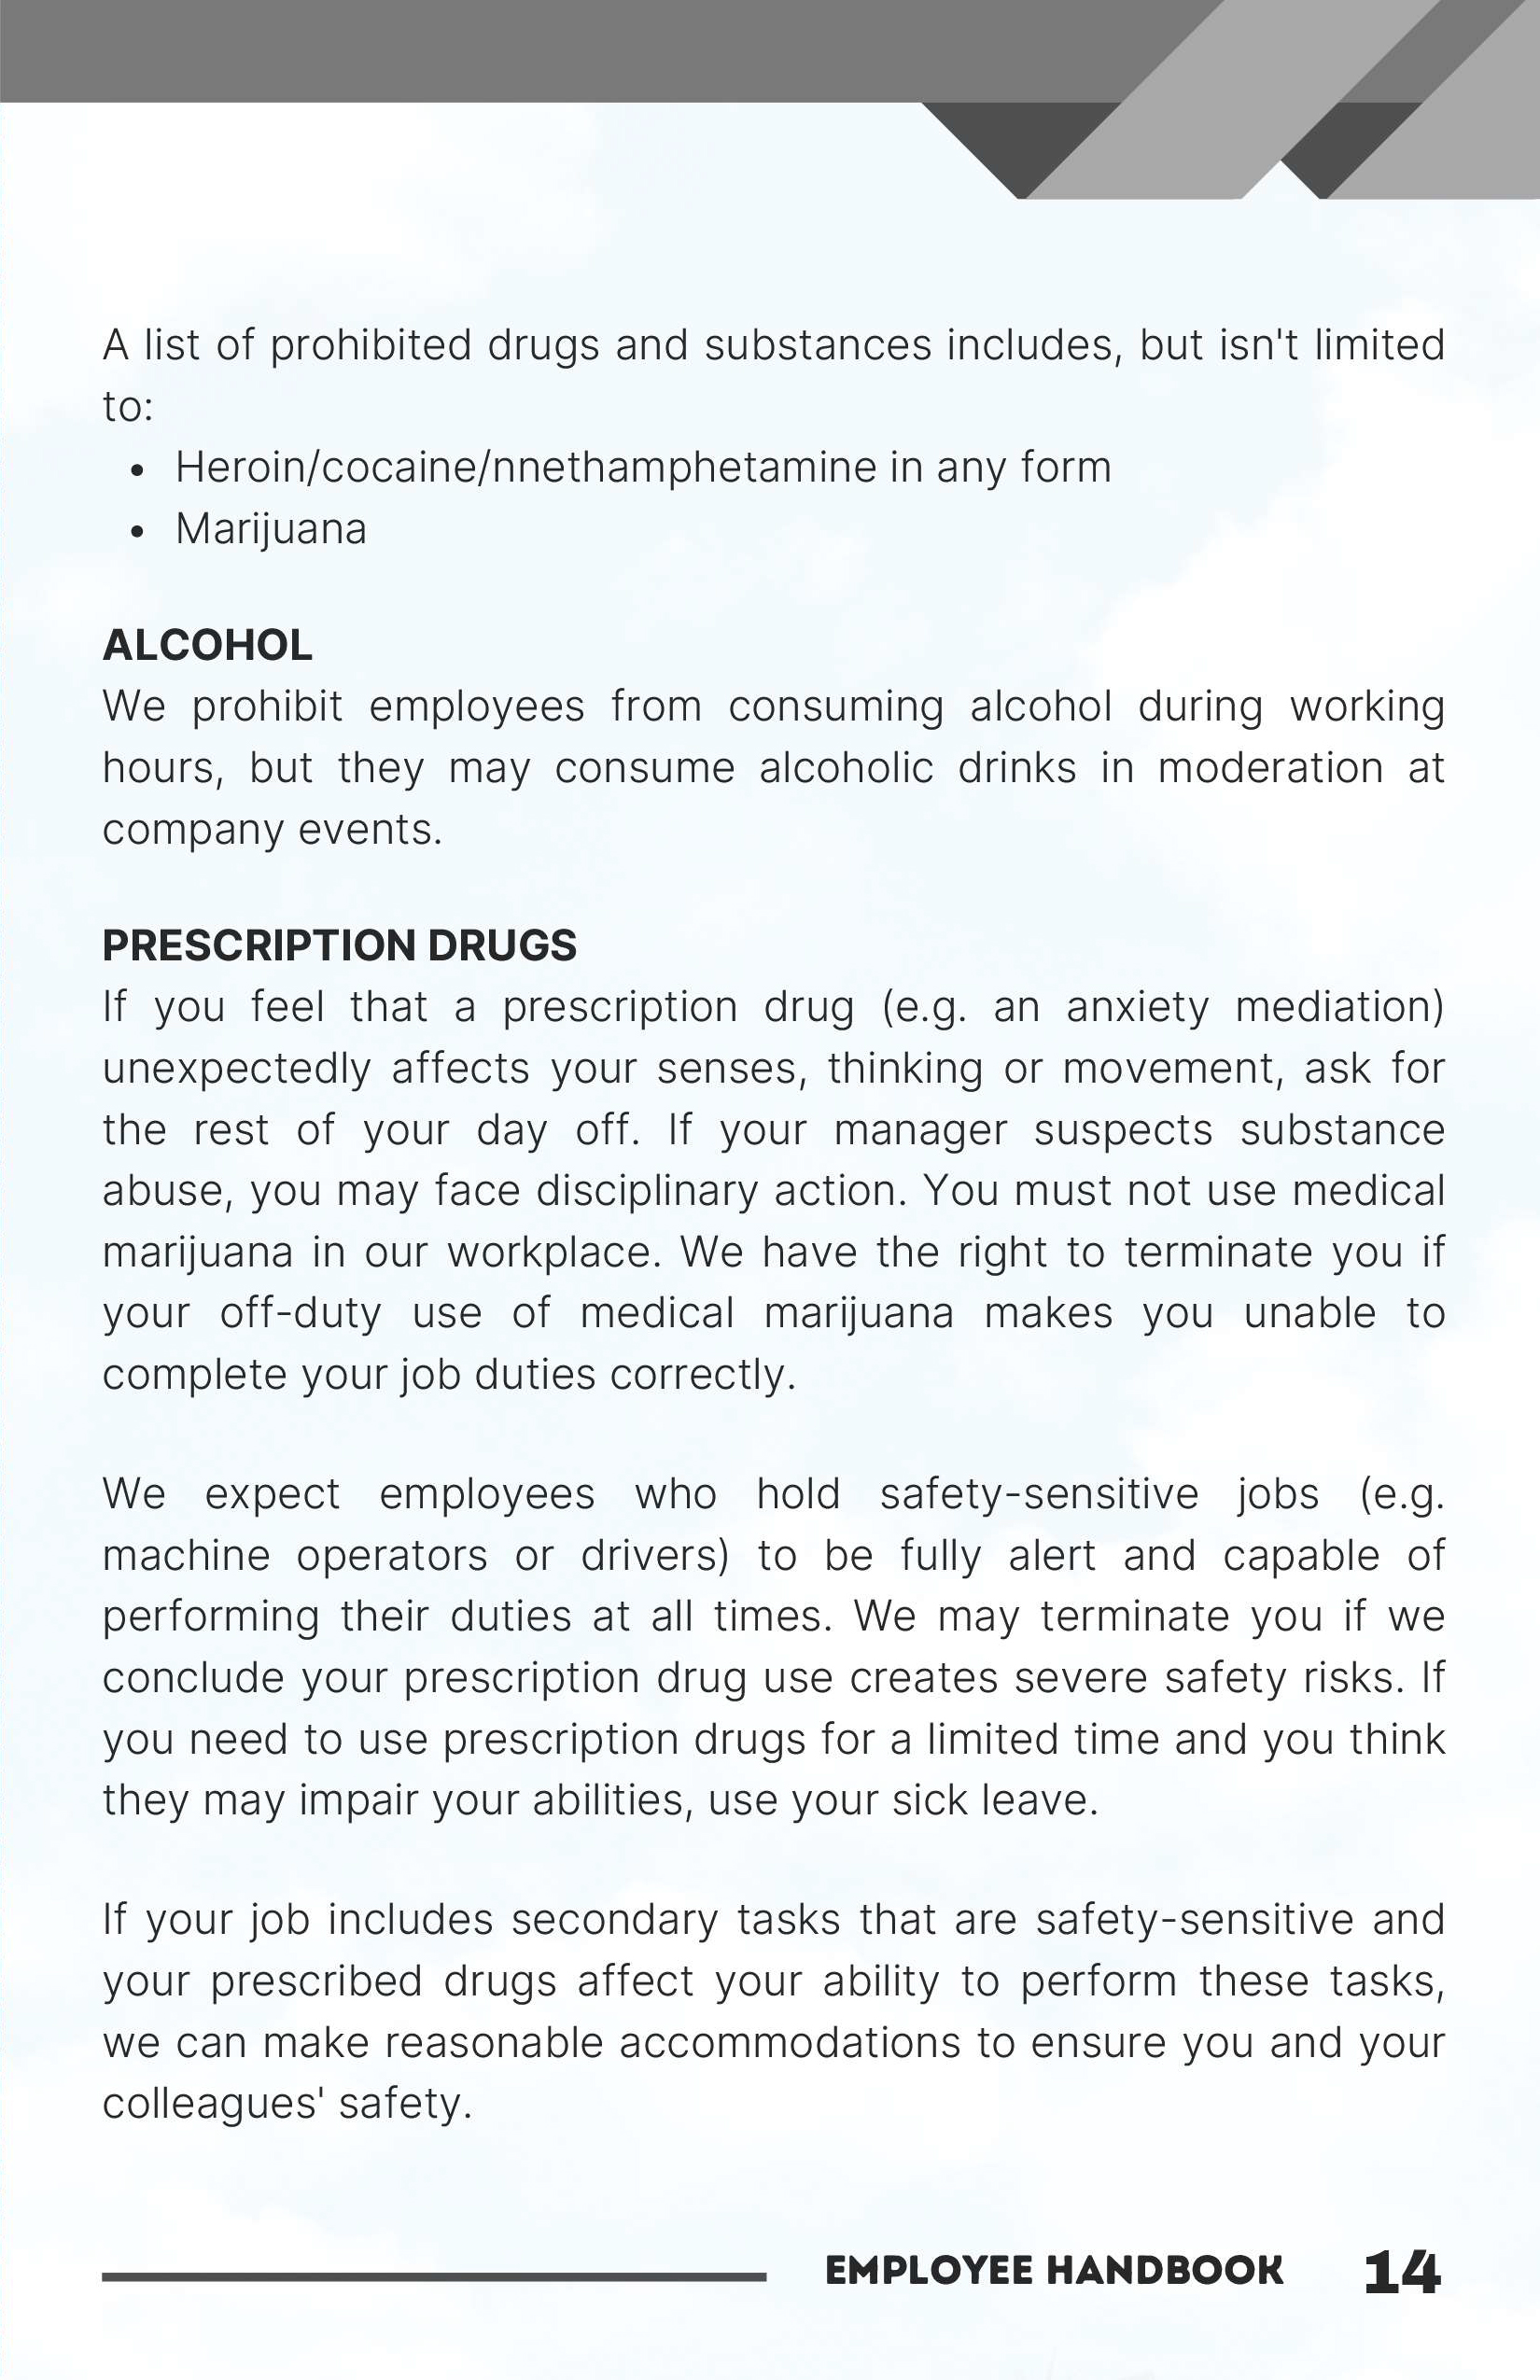 A list of prohibited drugs and substances includes, but isn't limited
to:
• Heroin/cocaine/nnethamphetamine in any form
• Marijuana
ALCOHOL
We prohibit employees from consuming alcohol during working
hours, but they may consume alcoholic drinks in moderation at
company events.
PRESCRIPTION DRUGS
If you feel that a prescription drug (e.g. an anxiety mediation)
unexpectedly affects your senses, thinking or movement, ask for
the rest of your day off. If your manager suspects substance
abuse, you may face disciplinary action. You must not use medical
marijuana in our workplace. We have the right to terminate you if
your off-duty use of medical marijuana makes you unable to
complete your job duties correctly.
We expect employees who hold safety-sensitive jobs (e.g.
machine operators or drivers) to be fully alert and capable of
performing their duties at all times. We may terminate you if we
conclude your prescription drug use creates severe safety risks. If
you need to use prescription drugs for a limited time and you think
they may impair your abilities, use your sick leave.
If your job includes secondary tasks that are safety-sensitive and
your prescribed drugs affect your ability to perform these tasks,
we can make reasonable accommodations to ensure you and your
colleagues' safety.
EMPLOYEE HANDBOOK 14